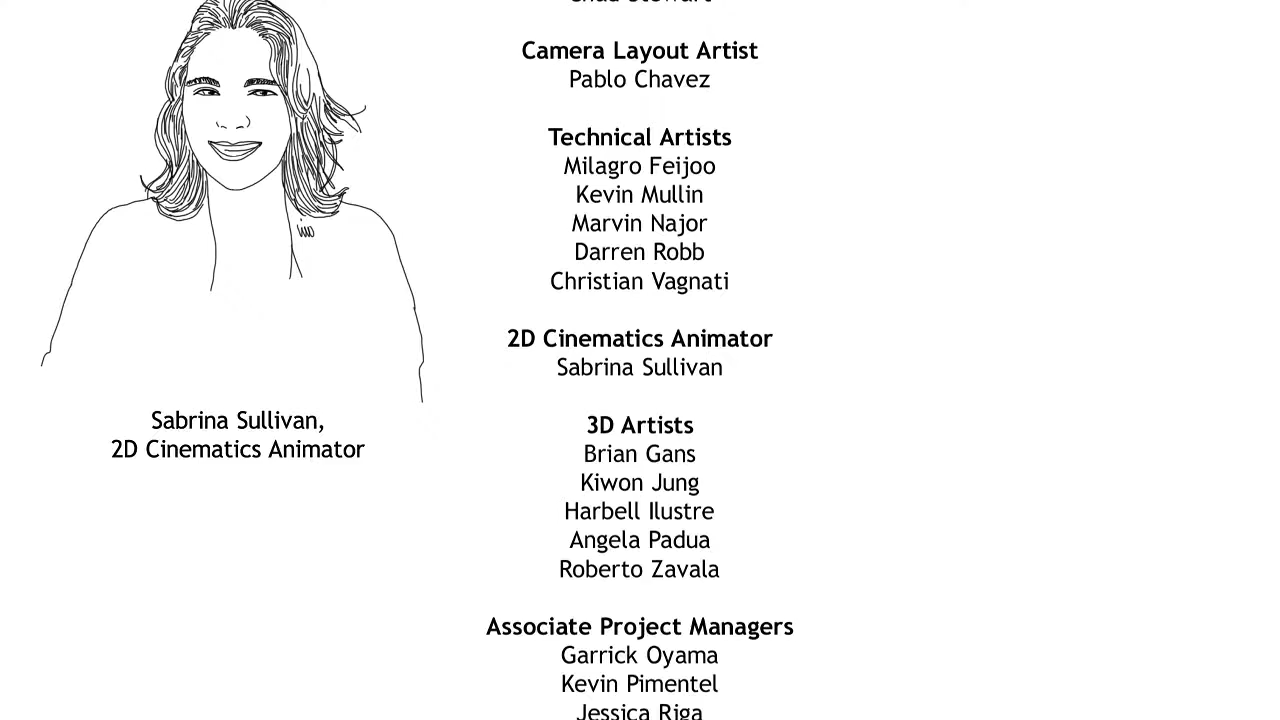 Chad Stewart
Camera Layout Artist
Pablo Chavez
Technical Artists
Milagro Feijoo
Kevin Mullin
Marvin Najor
Darren Robb
Christian Vagnati
2D Cinematics Animator
Sabrina Sullivan
3D Artists
Brian Gans
Kiwon Jung
Harbell Ilustre
Angela Padua
Roberto Zavala
Associate Project Managers
Garrick Oyama
Kevin Pimentel
Jessica Riga
Sabrina Sullivan,
2D Cinematics Animator